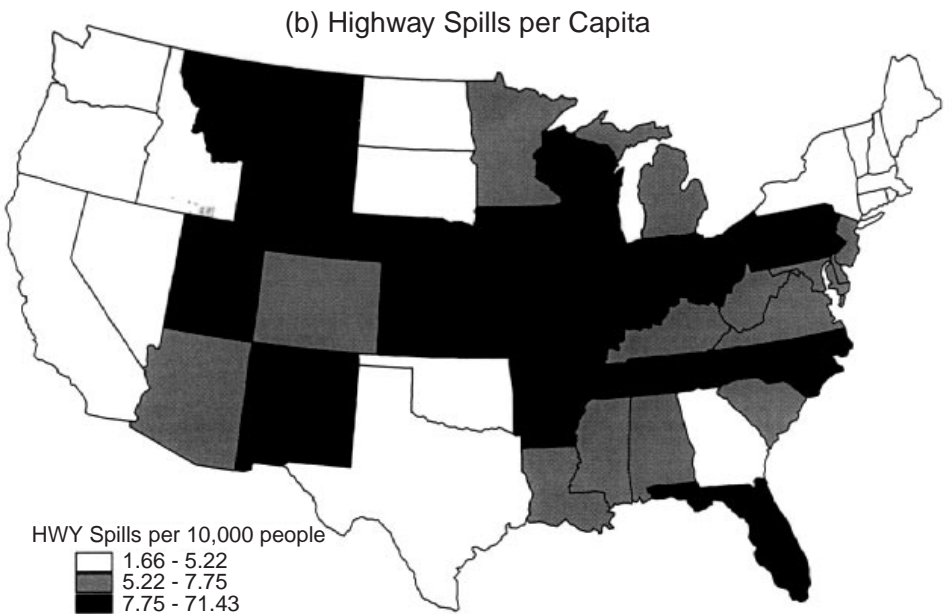 (b) Highway Spills per Capita
HWY Spills per 10,000 people
1.66 - 5.22
5.22 - 7.75
7.75 - 71.43